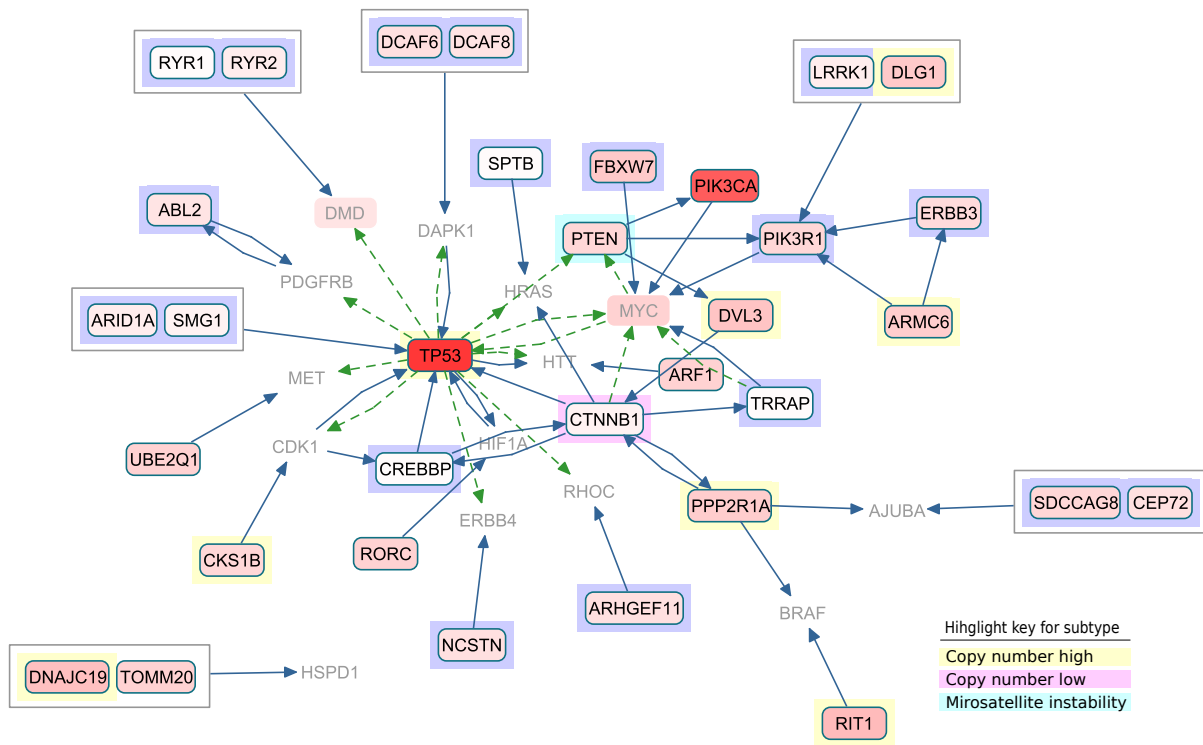 DCAF6 DCAF8
RYR1 RYR2
LRRK1 DLG1
SPTB
FBXW7
PIK3CA
ABL2
ERBB3
DMD
DAPK1
PTEN
PIK3R1
PDGFRB
HRAS
MYC
DVL3
ARMC6
ARID1A SMG1
TP53
HTT
ARF1
MET
TRRAP
CTNNB1
CDK1
HIF1A
UBE2Q1
CREBBP
RHOC
PPP2R1A
SDCCAG8 CEP72
AJUBA
ERBB4
RORC
CKS1B
ARHGEF11
BRAF
NCSTN
HSPD1
DNAJC19 TOMM20
RIT1
Hihglight key for subtype
Copy number high
Copy number low
Mirosatellite instability